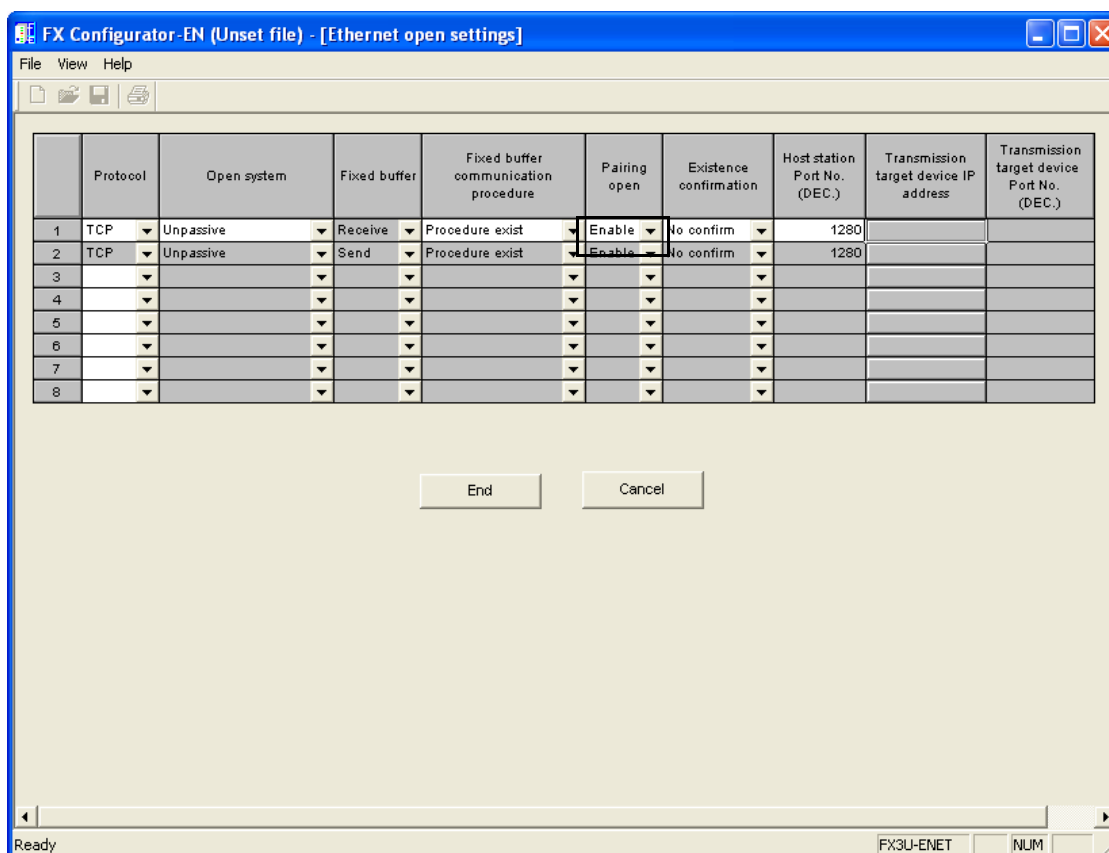 FX Configurator-EN (Unset file) - [Ethernet open settings]
File View Help
Protocol Open system Fixed buffer Fixed buffer communication procedure Pairing open Existence confirmation Host station Port No. (DEC.) Transmission target device IP address Transmission target device Port No. (DEC.)
1 TCP Unpassive Receive Procedure exist Enable No confirm 1280
2 TCP Unpassive Send Procedure exist Enable No confirm 1280
3
4
5
6
7
8
End Cancel
Ready FX3U-ENET NUM